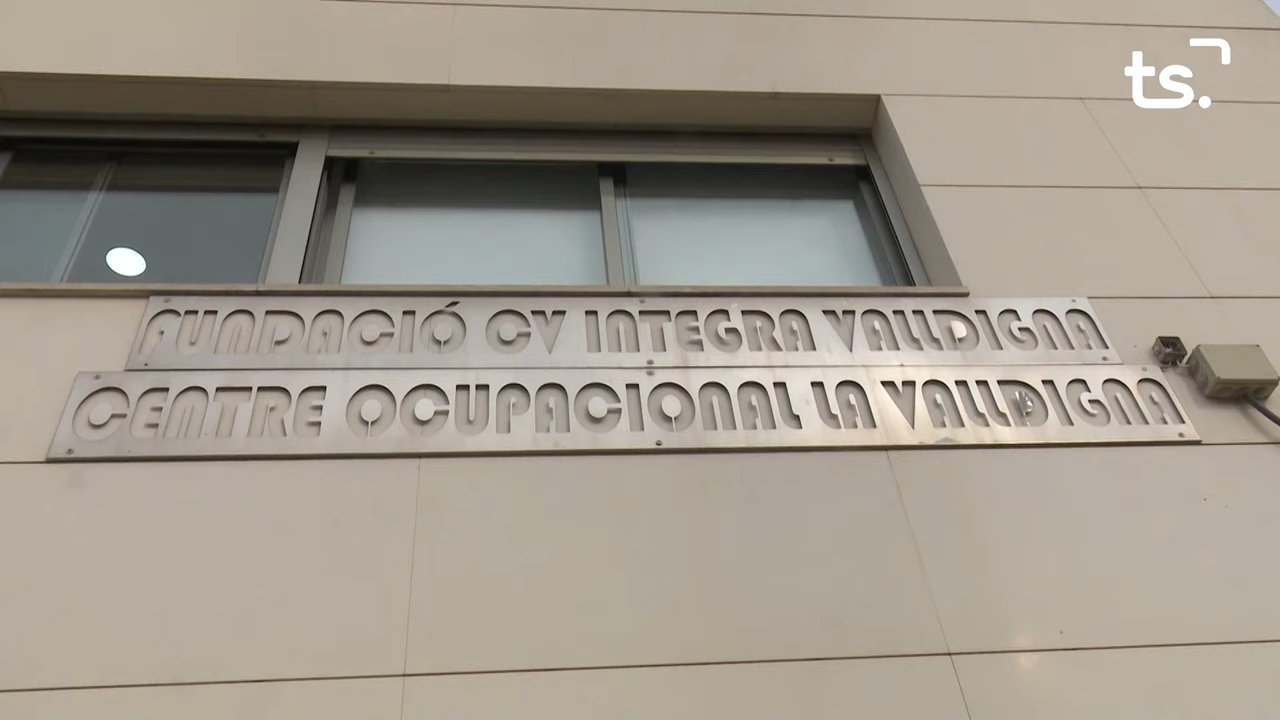 ts.
FUNDACIÓ CV INTEGRA VALLDIGNA
CENTRE OCUPACIONAL LA VALLDIGNA